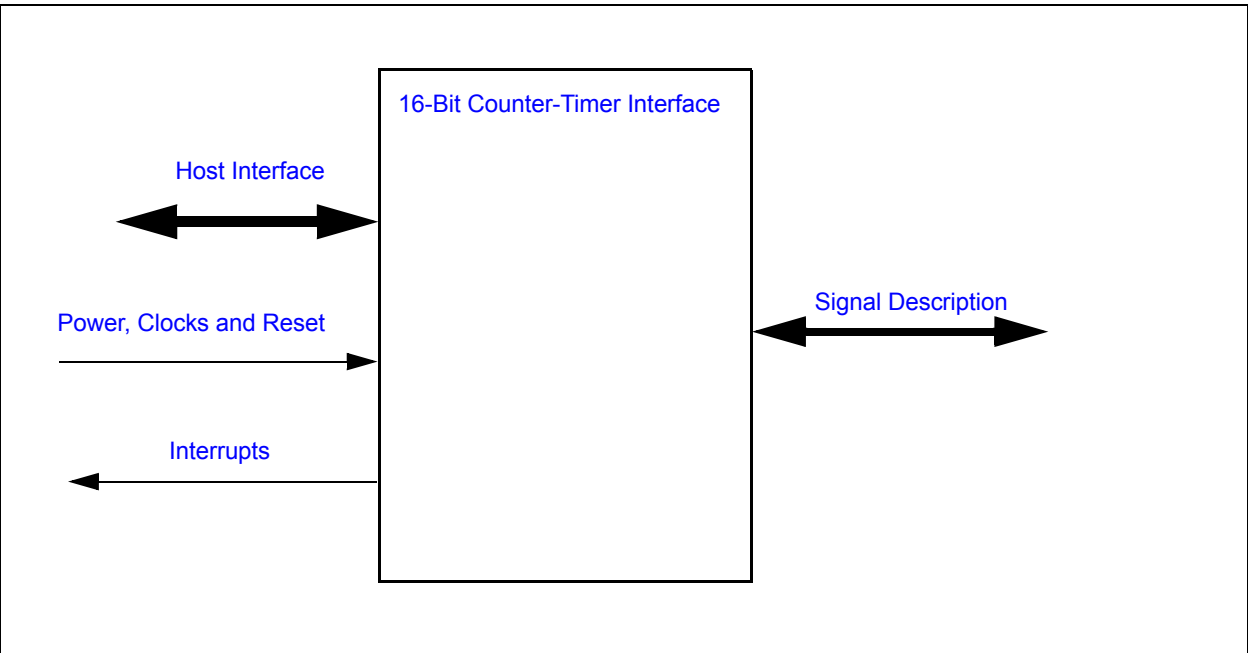 16-Bit Counter-Timer Interface
Host Interface
Signal Description
Power, Clocks and Reset
Interrupts